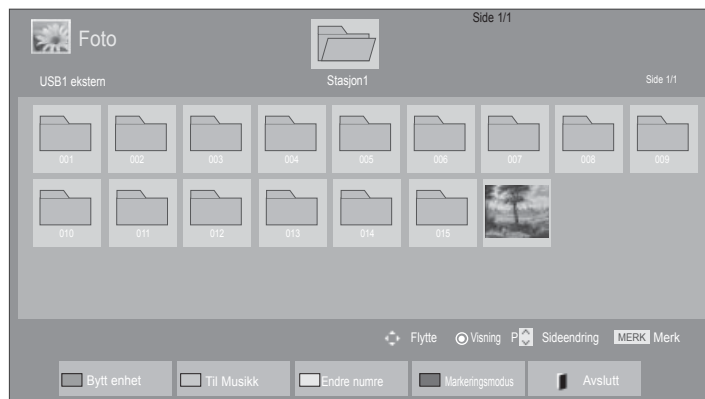 Side 1/1
Foto
USB1 ekstern
Stasjon1
Side 1/1
001 002 003 004 005 006 007 008 009
010 011 012 013 014 015
Flytte Visning P Sideendring MERK Merk
Bytt enhet Til Musikk Endre numre Markeringsmodus Avslutt